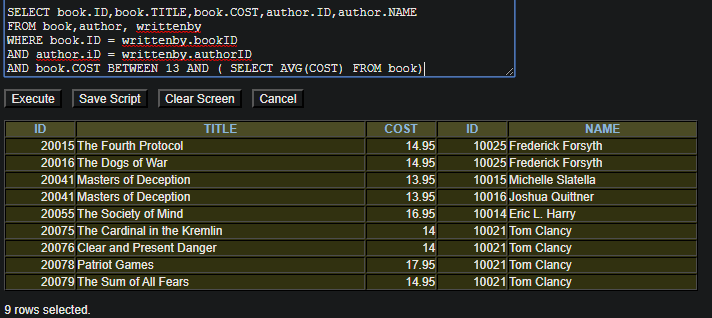 SELECT book.ID,book.TITLE,book.COST,author.ID,author.NAME
FROM book,author, writtenby
WHERE book.ID = writtenby.bookID
AND author.iD = writtenby.authorID
AND book.COST BETWEEN 13 AND ( SELECT AVG(COST) FROM book)
Execute Save Script Clear Screen Cancel
ID TITLE COST ID NAME
20015 The Fourth Protocol 14.95 10025 Frederick Forsyth
20016 The Dogs of War 14.95 10025 Frederick Forsyth
20041 Masters of Deception 13.95 10015 Michelle Slatella
20041 Masters of Deception 13.95 10016 Joshua Quittner
20055 The Society of Mind 16.95 10014 Eric L. Harry
20075 The Cardinal in the Kremlin 14 10021 Tom Clancy
20076 Clear and Present Danger 14 10021 Tom Clancy
20078 Patriot Games 17.95 10021 Tom Clancy
20079 The Sum of All Fears 14.95 10021 Tom Clancy
9 rows selected.